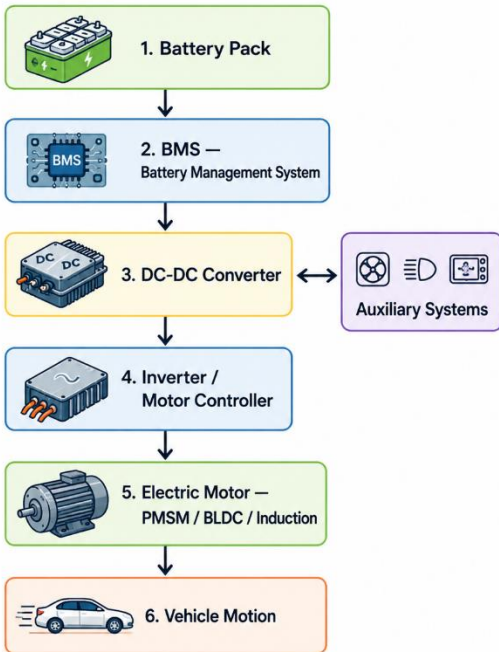 1. Battery Pack
BMS
2. BMS —
Battery Management System
DC
DC
3. DC-DC Converter
Auxiliary Systems
4. Inverter /
Motor Controller
5. Electric Motor —
PMSM / BLDC / Induction
6. Vehicle Motion